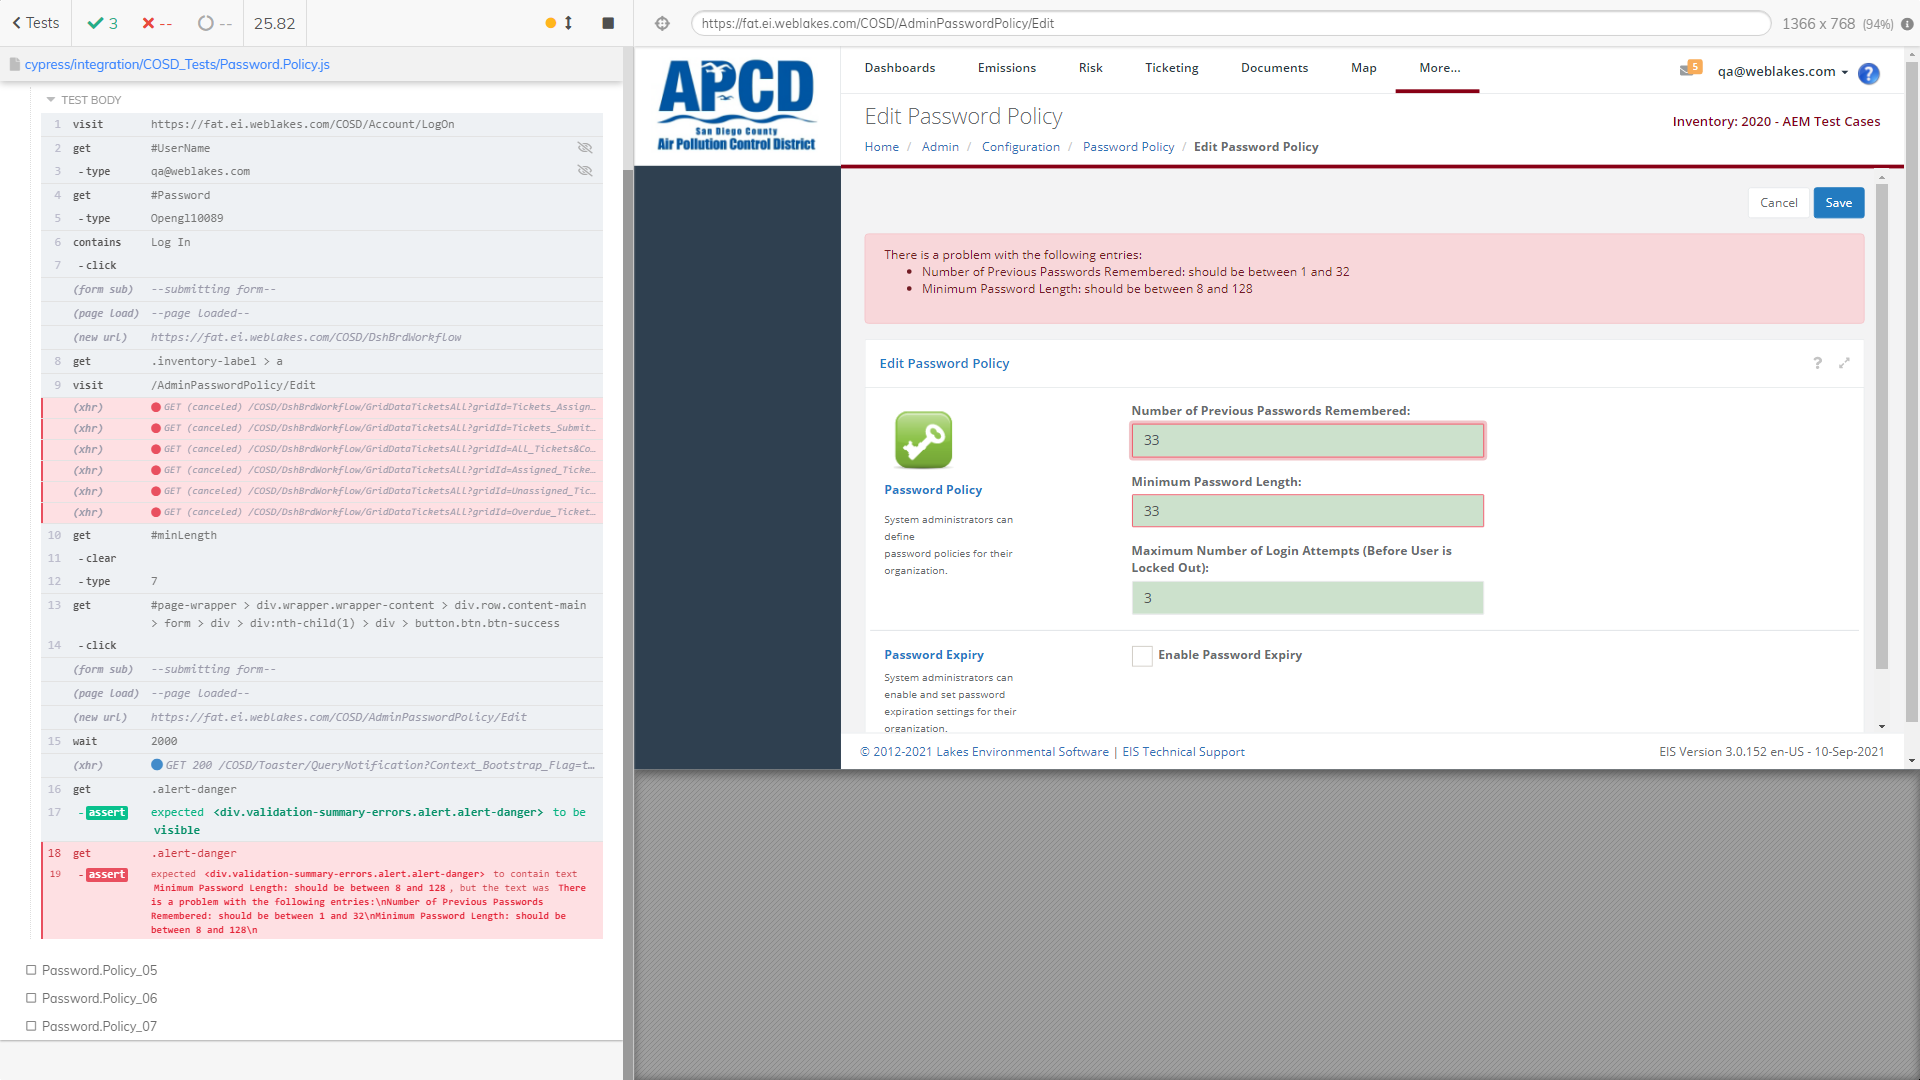 Tests
3
--
--
25.82
cypress/integration/COSD_Tests/Password.Policy.js
TEST BODY
1 visit https://fat.ei.weblakes.com/COSD/Account/LogOn
2 get #UserName
3 -type qa@weblakes.com
4 get #Password
5 -type Opengl10089
6 contains Log In
7 -click
(form sub) --submitting form--
(page load) --page loaded--
(new url) https://fat.ei.weblakes.com/COSD/DshBrdWorkflow
8 get .inventory-label > a
9 visit /AdminPasswordPolicy/Edit
(xhr) GET (canceled) /COSD/DshBrdWorkflow/GridDataTicketsAll?gridId=Tickets_Assign…
(xhr) GET (canceled) /COSD/DshBrdWorkflow/GridDataTicketsAll?gridId=Tickets_Submit…
(xhr) GET (canceled) /COSD/DshBrdWorkflow/GridDataTicketsAll?gridId=All_Tickets&Co…
(xhr) GET (canceled) /COSD/DshBrdWorkflow/GridDataTicketsAll?gridId=Assigned_Ticke…
(xhr) GET (canceled) /COSD/DshBrdWorkflow/GridDataTicketsAll?gridId=Unassigned_Tic…
(xhr) GET (canceled) /COSD/DshBrdWorkflow/GridDataTicketsAll?gridId=Overdue_Ticket…
10 get #minLength
11 -clear
12 -type 7
13 get #page-wrapper > div.wrapper.wrapper-content > div.row.content-main
> form > div > div:nth-child(1) > div > button.btn.btn-success
14 -click
(form sub) --submitting form--
(page load) --page loaded--
(new url) https://fat.ei.weblakes.com/COSD/AdminPasswordPolicy/Edit
15 wait 2000
(xhr) GET 200 /COSD/Toaster/QueryNotification?Context_Bootstrap_Flag=t…
16 get .alert-danger
17 -assert expected <div.validation-summary-errors.alert.alert-danger> to be
visible
18 get .alert-danger
19 -assert expected <div.validation-summary-errors.alert.alert-danger> to contain text
Minimum Password Length: should be between 8 and 128 , but the text was There
is a problem with the following entries:\nNumber of Previous Passwords
Remembered: should be between 1 and 32\nMinimum Password Length: should be
between 8 and 128\n
Password.Policy_05
Password.Policy_06
Password.Policy_07
https://fat.ei.weblakes.com/COSD/AdminPasswordPolicy/Edit
1366 x 768 (94%)
APCD
San Diego County
Air Pollution Control District
Dashboards Emissions Risk Ticketing Documents Map More...
5 qa@weblakes.com ?
Edit Password Policy
Inventory: 2020 - AEM Test Cases
Home / Admin / Configuration / Password Policy / Edit Password Policy
Cancel Save
There is a problem with the following entries:
• Number of Previous Passwords Remembered: should be between 1 and 32
• Minimum Password Length: should be between 8 and 128
Edit Password Policy ?
Password Policy
System administrators can
define
password policies for their
organization.
Number of Previous Passwords Remembered:
33
Minimum Password Length:
33
Maximum Number of Login Attempts (Before User is
Locked Out):
3
Password Expiry
System administrators can
enable and set password
expiration settings for their
organization.
Enable Password Expiry
© 2012-2021 Lakes Environmental Software | EIS Technical Support
EIS Version 3.0.152 en-US - 10-Sep-2021